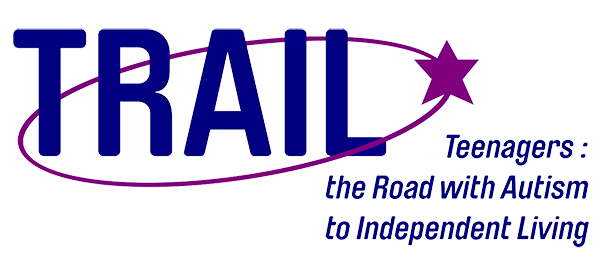 TRAIL
Teenagers :
the Road with Autism
to Independent Living